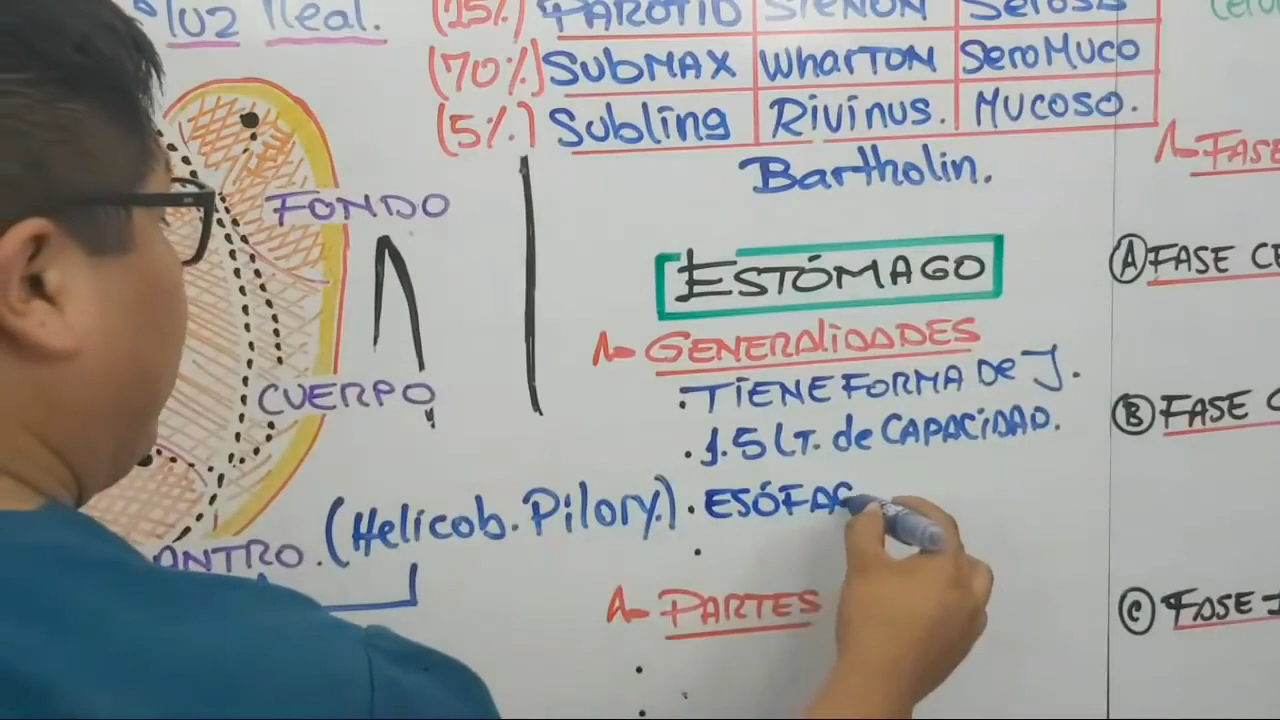 luz Real.
(25%) PAROTID STENON Serosa
(70%) SubMAX WhartoN SeroMuco
(5%) Subling Rivinus. Mucoso.
Bartholin.
FONDO
CUERPO
ANTRO. (Helicob. Pilory.)
ESTÓMAGO
GENERALIDADES
. TIENE FORMA De J.
. 1.5 LT. de CAPACIDAD.
. ESÓFAG
PARTES
FASE
A FASE CE
B FASE C
C FASE I